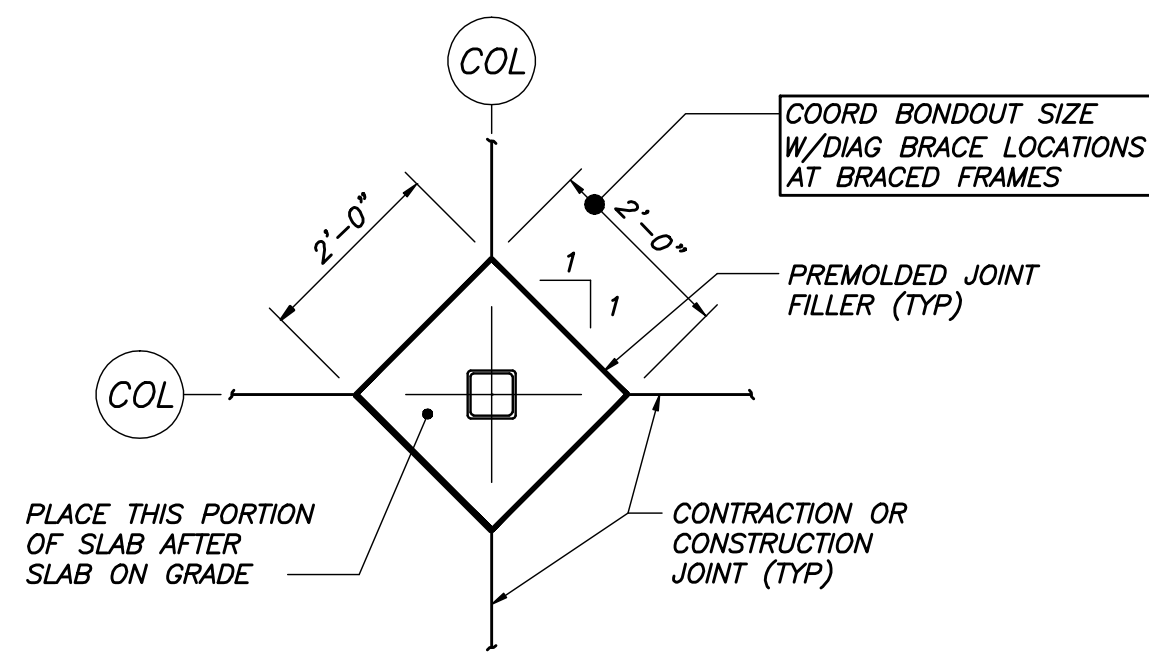 COL
COORD BONDOUT SIZE
W/DIAG BRACE LOCATIONS
AT BRACED FRAMES
2'-0"
2'-0"
1
1
PREMOLDED JOINT
FILLER (TYP)
COL
PLACE THIS PORTION
OF SLAB AFTER
SLAB ON GRADE
CONTRACTION OR
CONSTRUCTION
JOINT (TYP)